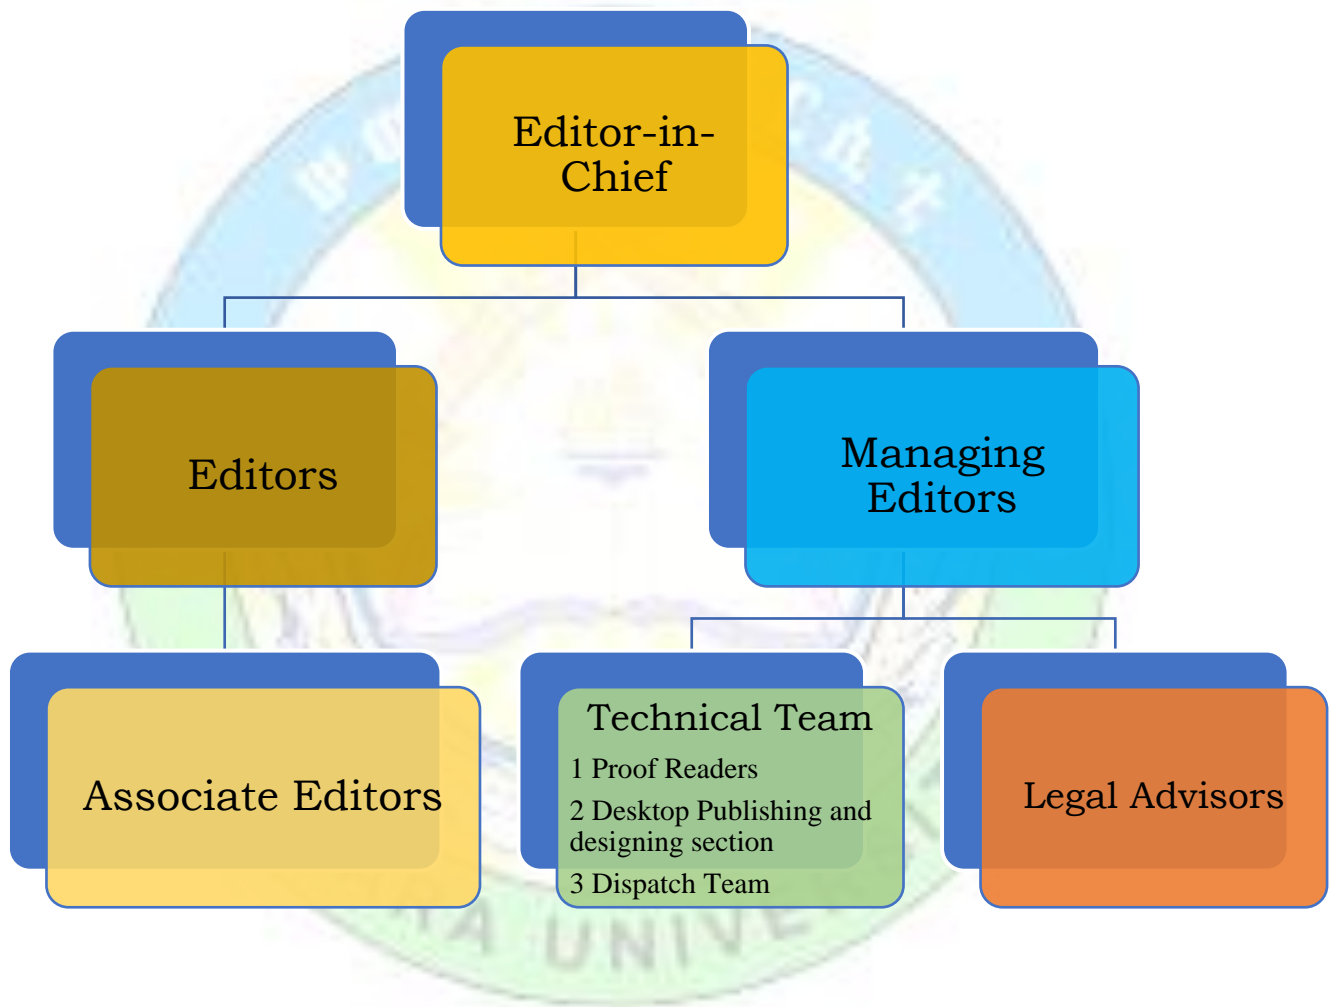 Editor-in-
Chief
Editors
Managing
Editors
Associate Editors
Technical Team
1 Proof Readers
2 Desktop Publishing and
designing section
3 Dispatch Team
Legal Advisors